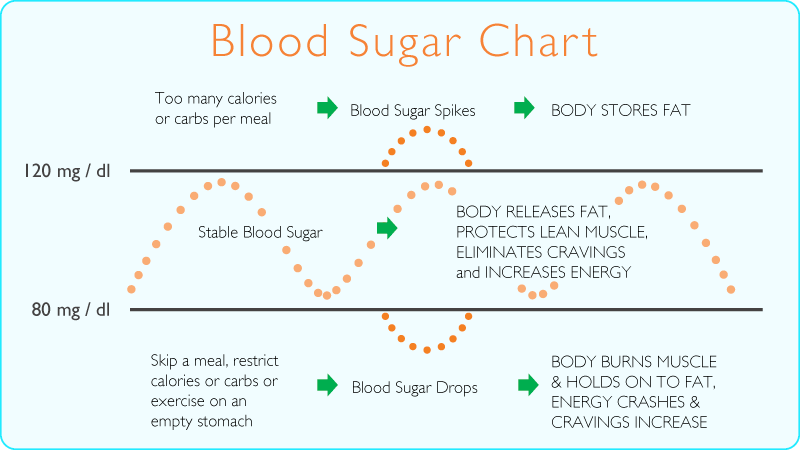 Blood Sugar Chart
Too many calories
or carbs per meal
Blood Sugar Spikes
BODY STORES FAT
120 mg / dl
Stable Blood Sugar
BODY RELEASES FAT,
PROTECTS LEAN MUSCLE,
ELIMINATES CRAVINGS
and INCREASES ENERGY
80 mg / dl
Skip a meal, restrict
calories or carbs or
exercise on an
empty stomach
Blood Sugar Drops
BODY BURNS MUSCLE
& HOLDS ON TO FAT,
ENERGY CRASHES &
CRAVINGS INCREASE